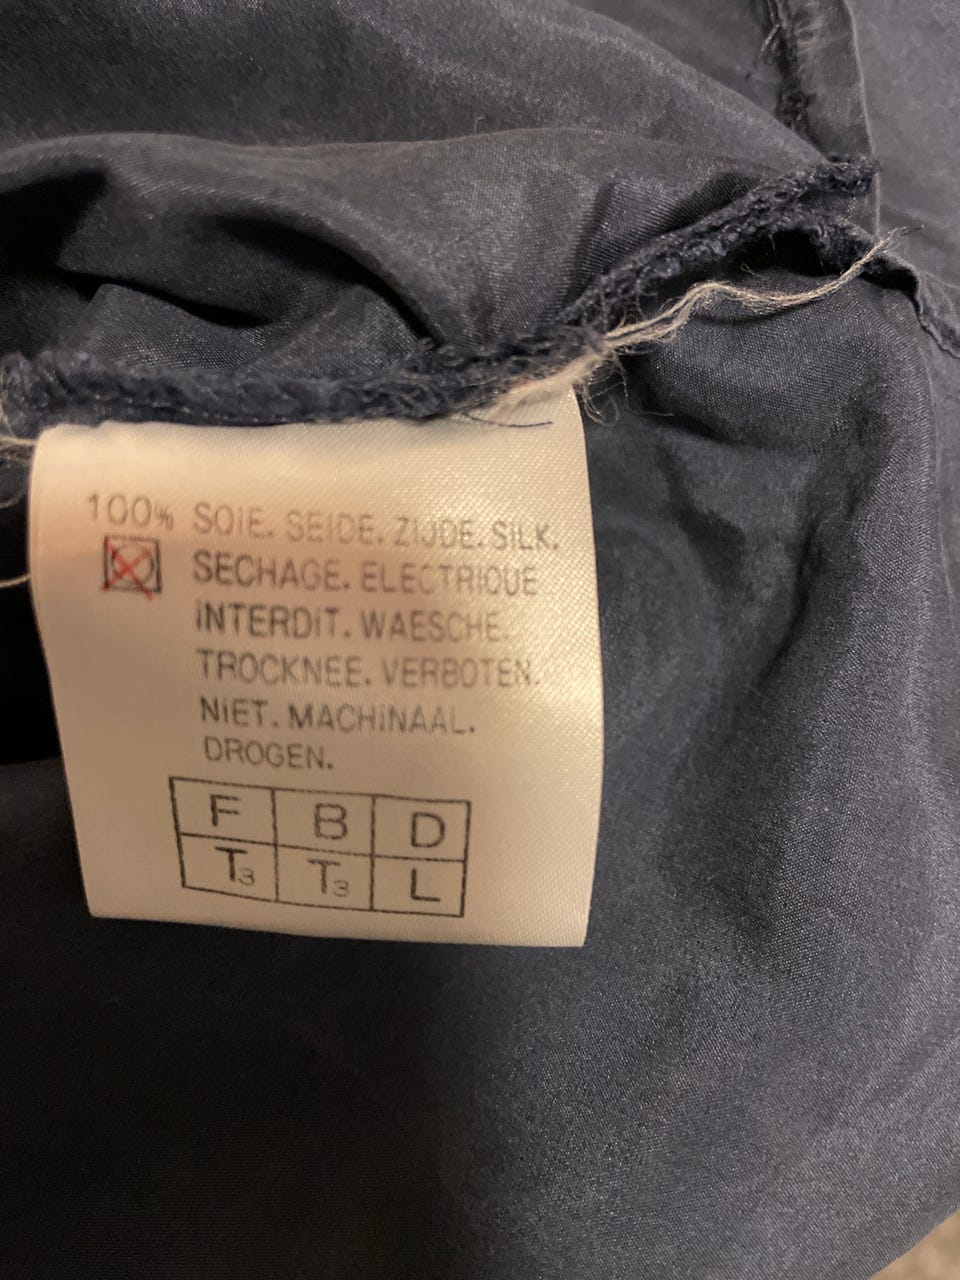 100% SOIE. SEIDE. ZIJDE. SiLK.
SECHAGE. ELECTRIQUE
iNTERDiT. WAESCHE.
TROCKNEE. VERBOTEN.
NiET. MACHiNAAL.
DROGEN.
F B D
T3 T3 L